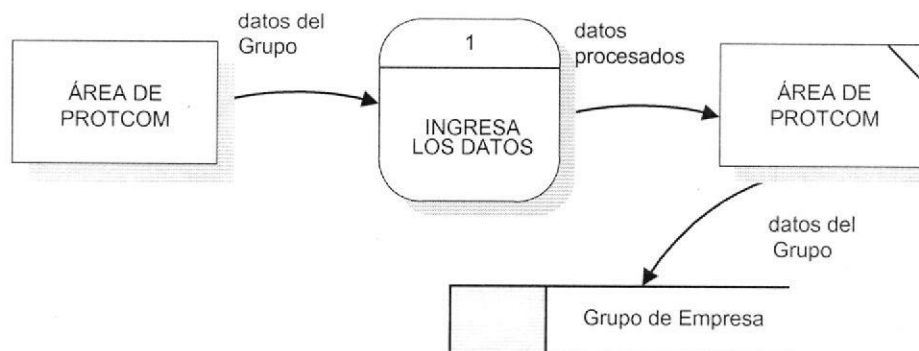 datos del
Grupo
ÁREA DE
PROTCOM
1
INGRESA
LOS DATOS
datos
procesados
ÁREA DE
PROTCOM
datos del
Grupo
Grupo de Empresa